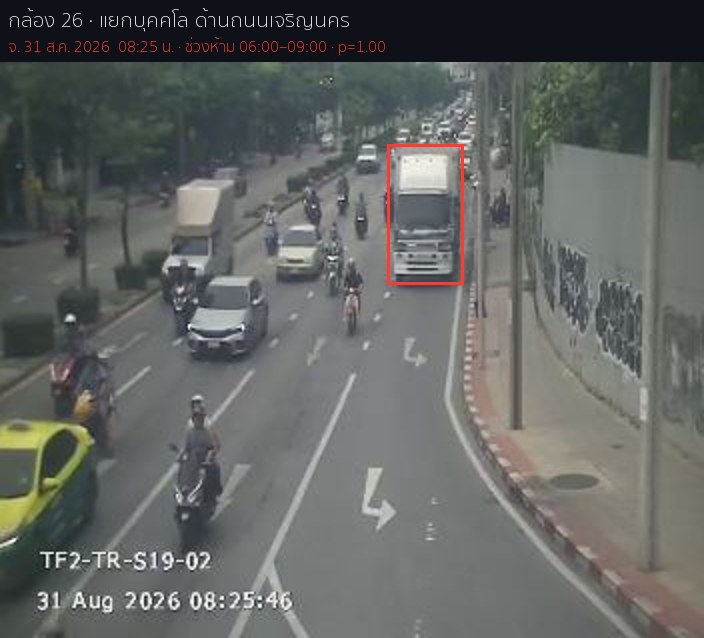 กล้อง 26 · แยกบุคคโล ด้านถนนเจริญนคร
จ. 31 ส.ค. 2026 08:25 น. · ช่วงห้าม 06:00–09:00 · p=1.00
TF2-TR-S19-02
31 Aug 2026 08:25:46